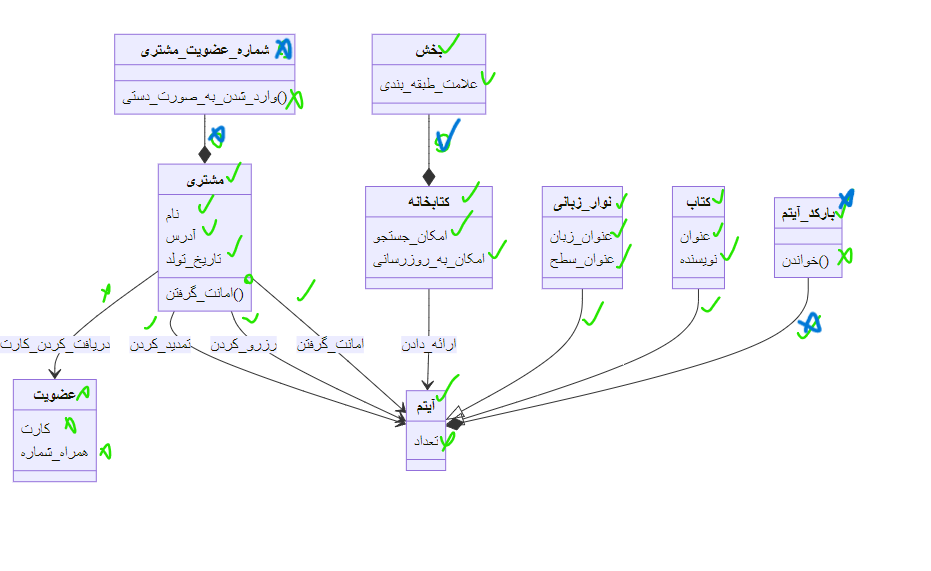 شماره_عضویت_مشتری
وارد_شدن_به_صورت_دستی()
بخش
علامت_طبقه_بندی
مشتری
نام
آدرس
تاریخ_تولد
امانت_گرفتن()
کتابخانه
امکان_جستجو
امکان_به_روزرسانی
نوار_زبانی
عنوان_زبان
عنوان_سطح
کتاب
عنوان
نویسنده
بارکد_آیتم
خواندن()
دریافت_کردن_کارت
تمدید_کردن
رزرو_کردن
امانت_گرفتن
ارائه_دادن
عضویت
کارت
همراه_شماره
آیتم
تعداد